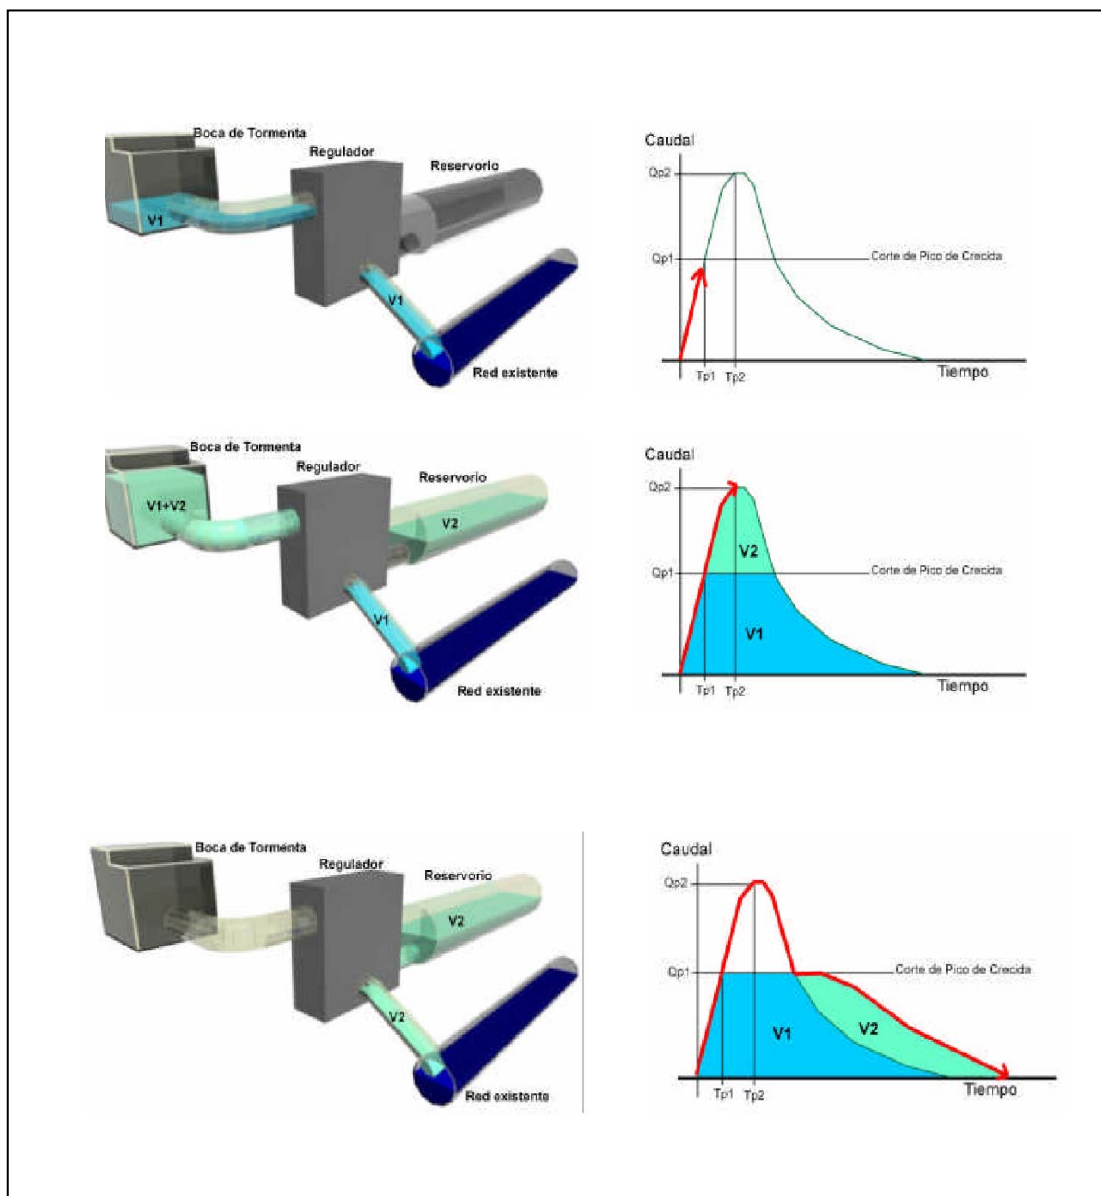 Boca de Tormenta
Regulador
Reservorio
V1
V1
Red existente
Caudal
Qp2
Qp1
Corte de Pico de Crecida
Tp1 Tp2
Tiempo
Boca de Tormenta
Regulador
Reservorio
V1+V2
V2
V1
Red existente
Caudal
Qp2
V2
Qp1
Corte de Pico de Crecida
V1
Tp1 Tp2
Tiempo
Boca de Tormenta
Regulador
Reservorio
V2
V2
Red existente
Caudal
Qp2
Qp1
Corte de Pico de Crecida
V1
V2
Tp1 Tp2
Tiempo